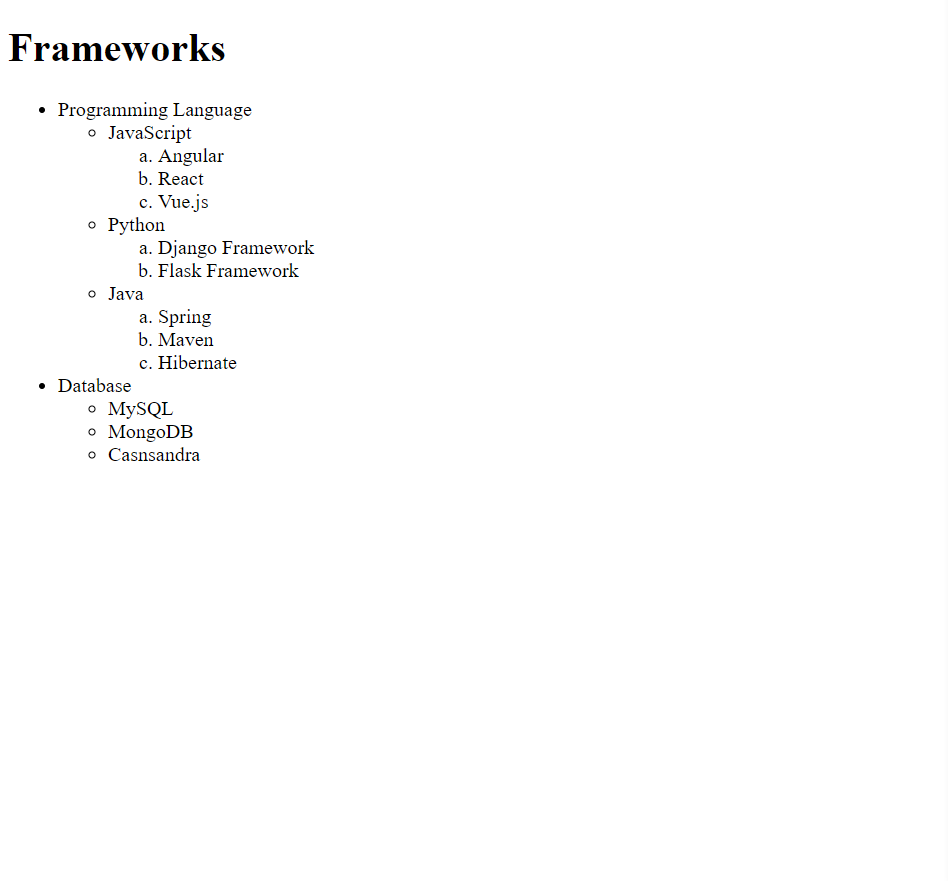 Frameworks
• Programming Language
◦ JavaScript
a. Angular
b. React
c. Vue.js
◦ Python
a. Django Framework
b. Flask Framework
◦ Java
a. Spring
b. Maven
c. Hibernate
• Database
◦ MySQL
◦ MongoDB
◦ Casnsandra